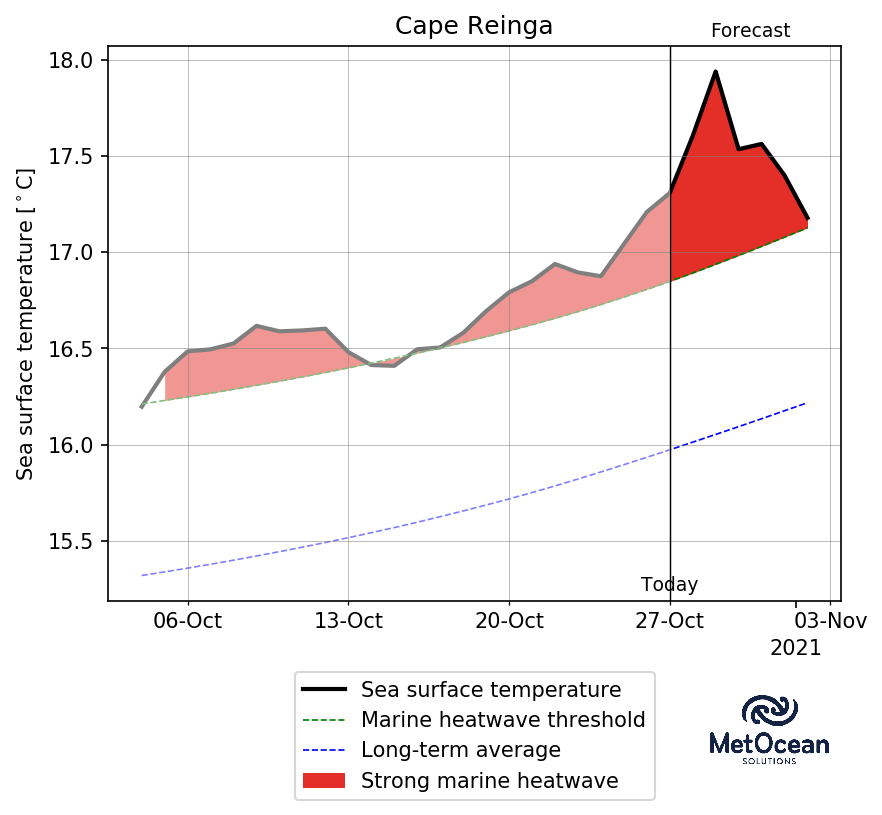 Cape Reinga
Forecast
Sea surface temperature [°C]
18.0
17.5
17.0
16.5
16.0
15.5
Today
06-Oct 13-Oct 20-Oct 27-Oct 03-Nov
2021
Sea surface temperature
Marine heatwave threshold
Long-term average
Strong marine heatwave
MetOcean
SOLUTIONS